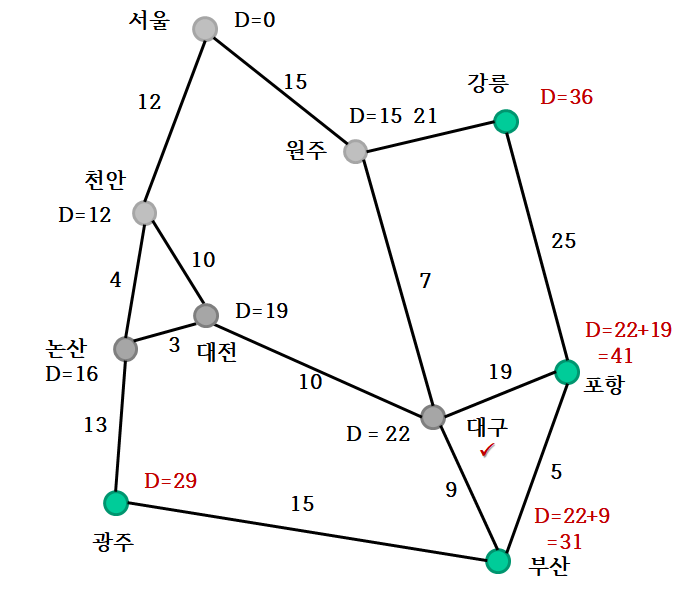 서울
D=0
12
15
강릉
D=36
D=15
21
원주
천안
D=12
10
25
4
7
D=19
3
대전
논산
D=16
D=22+19
=41
10
19
포항
13
D = 22
대구
D=29
9
5
15
D=22+9
=31
광주
부산